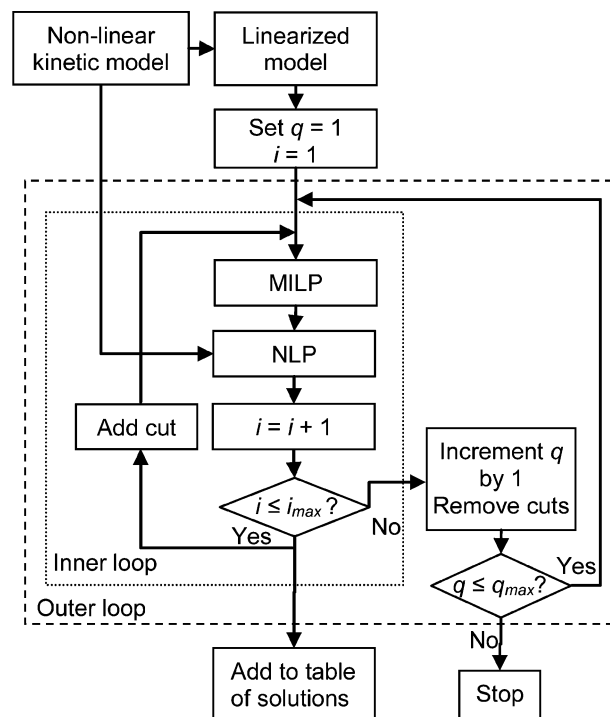 Non-linear
kinetic model
Linearized
model
Set q = 1
i = 1
MILP
NLP
Add cut
i = i + 1
Increment q
by 1
Remove cuts
i ≤ imax ?
Yes
No
Inner loop
q ≤ qmax?
Yes
Outer loop
No
Add to table
of solutions
Stop